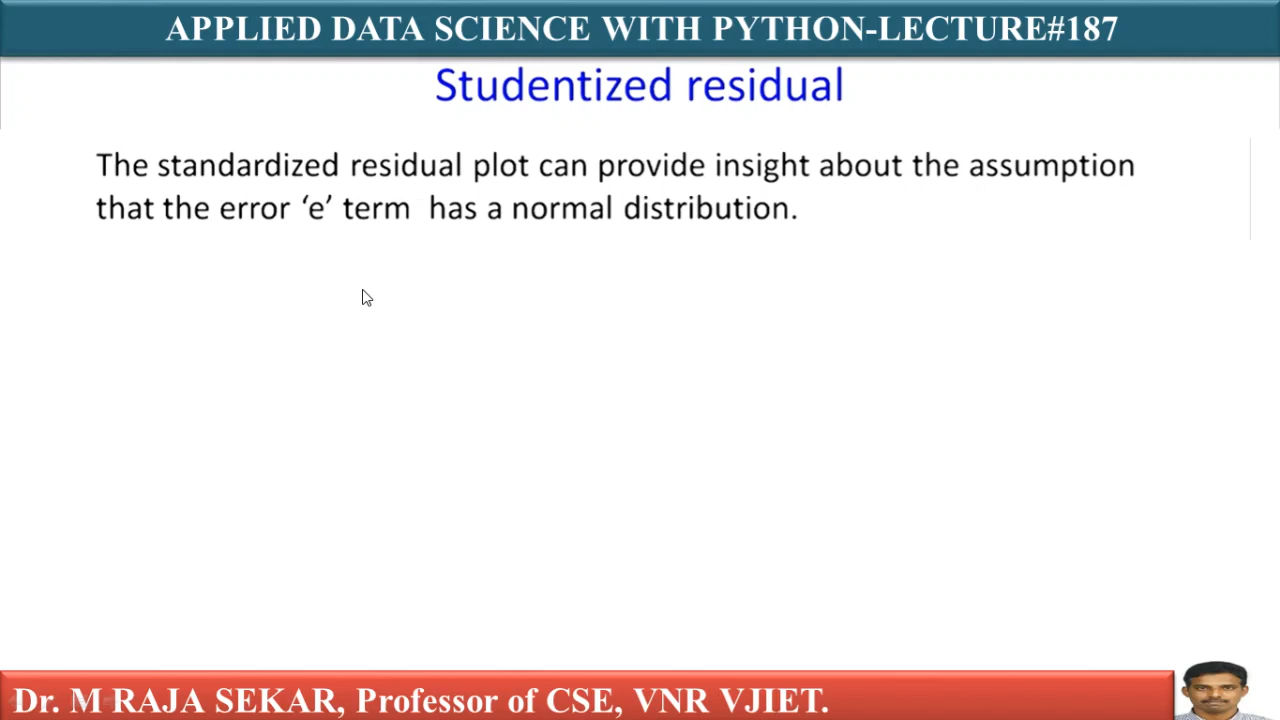 APPLIED DATA SCIENCE WITH PYTHON-LECTURE#187
Studentized residual
The standardized residual plot can provide insight about the assumption
that the error ‘e’ term has a normal distribution.
Dr. M RAJA SEKAR, Professor of CSE, VNR VJIET.